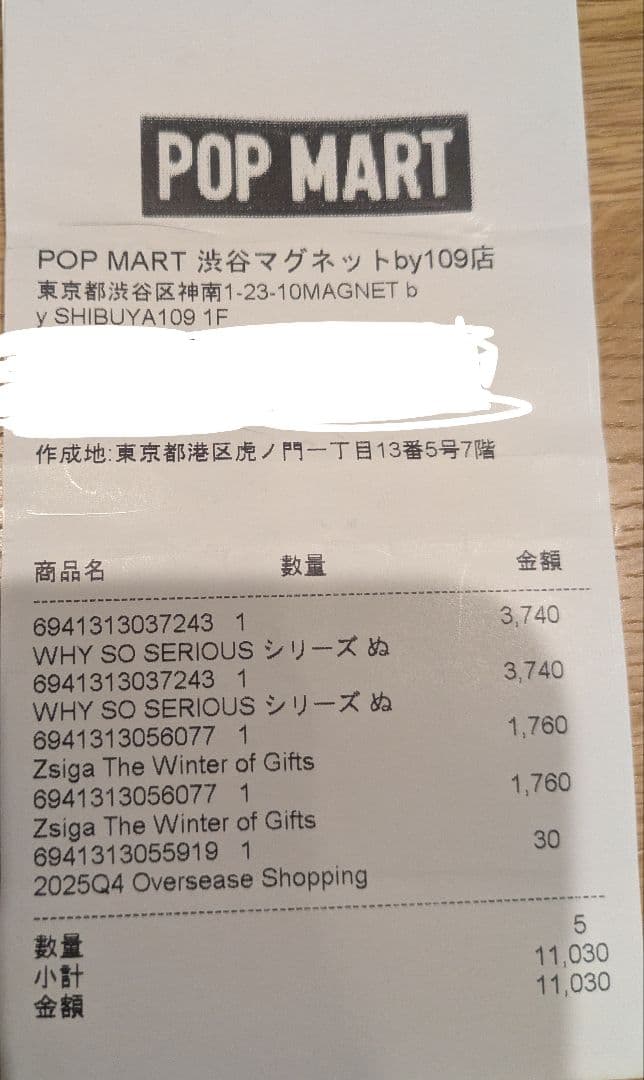 POP MART
POP MART 渋谷マグネットby109店
東京都渋谷区神南1-23-10MAGNET b
y SHIBUYA109 1F
作成地:東京都港区虎ノ門一丁目13番5号7階
商品名 数量 金額
6941313037243 1 3,740
WHY SO SERIOUS シリーズ ぬ
6941313037243 1 3,740
WHY SO SERIOUS シリーズ ぬ
6941313056077 1 1,760
Zsiga The Winter of Gifts
6941313056077 1 1,760
Zsiga The Winter of Gifts
6941313055919 1 30
2025Q4 Oversease Shopping
数量 5
小計 11,030
金額 11,030